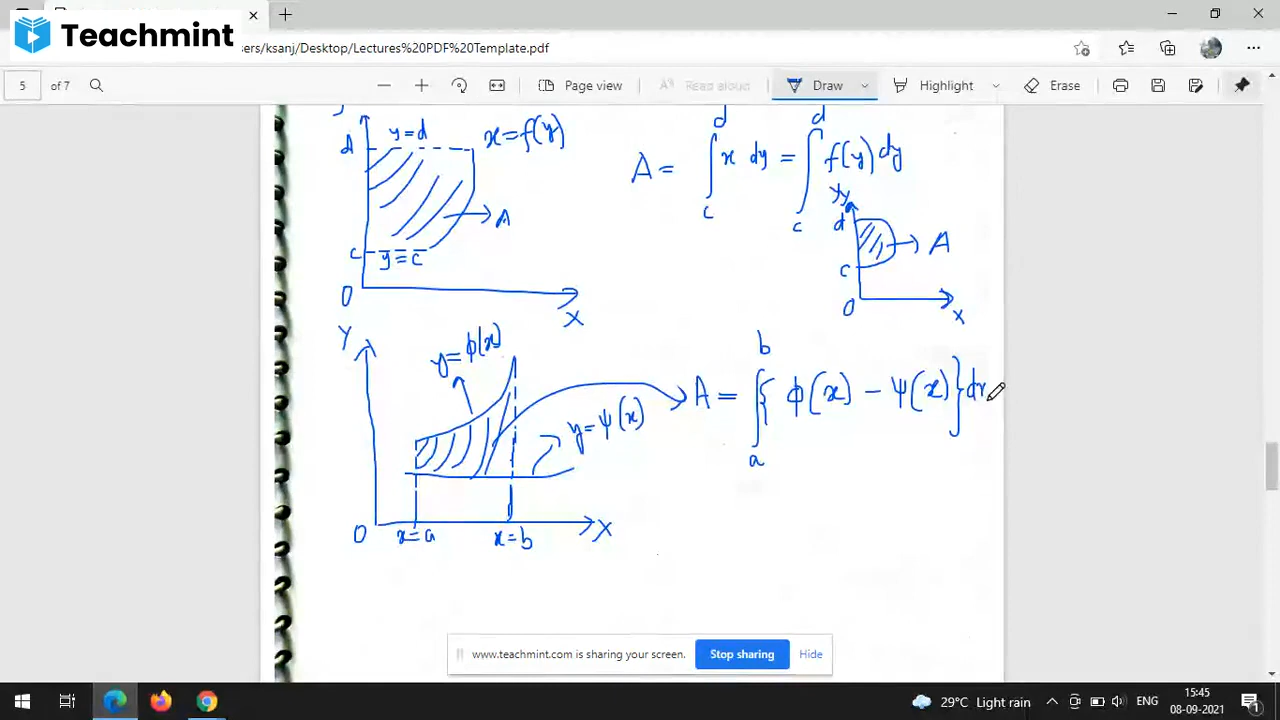 Teachmint
ers/ksanj/Desktop/Lectures%20PDF%20Template.pdf
5 of 7 Page view Read aloud Draw Highlight Erase
d y=d x=f(y)
A = ∫_c^d x dy = ∫_c^d f(y) dy
A
c y=c
O X
Y
d
A
c
O X
Y
y=ϕ(x)
y=ψ(x)
A = ∫_a^b { ϕ(x) − ψ(x) } dx
O x=a x=b X
www.teachmint.com is sharing your screen. Stop sharing Hide
29°C Light rain ENG 15:45
08-09-2021
1